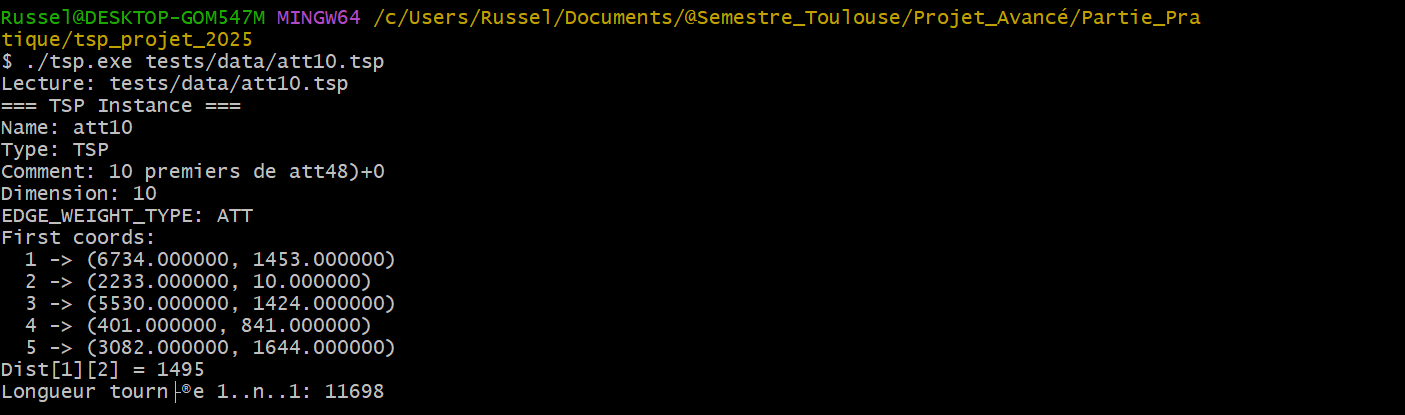 Russel@DESKTOP-GOM547M MINGW64 /c/Users/Russel/Documents/@Semestre_Toulouse/Projet_Avancé/Partie_Pra
tique/tsp_projet_2025
$ ./tsp.exe tests/data/att10.tsp
Lecture: tests/data/att10.tsp
=== TSP Instance ===
Name: att10
Type: TSP
Comment: 10 premiers de att48)+0
Dimension: 10
EDGE_WEIGHT_TYPE: ATT
First coords:
  1 -> (6734.000000, 1453.000000)
  2 -> (2233.000000, 10.000000)
  3 -> (5530.000000, 1424.000000)
  4 -> (401.000000, 841.000000)
  5 -> (3082.000000, 1644.000000)
Dist[1][2] = 1495
Longueur tourn├®e 1..n..1: 11698